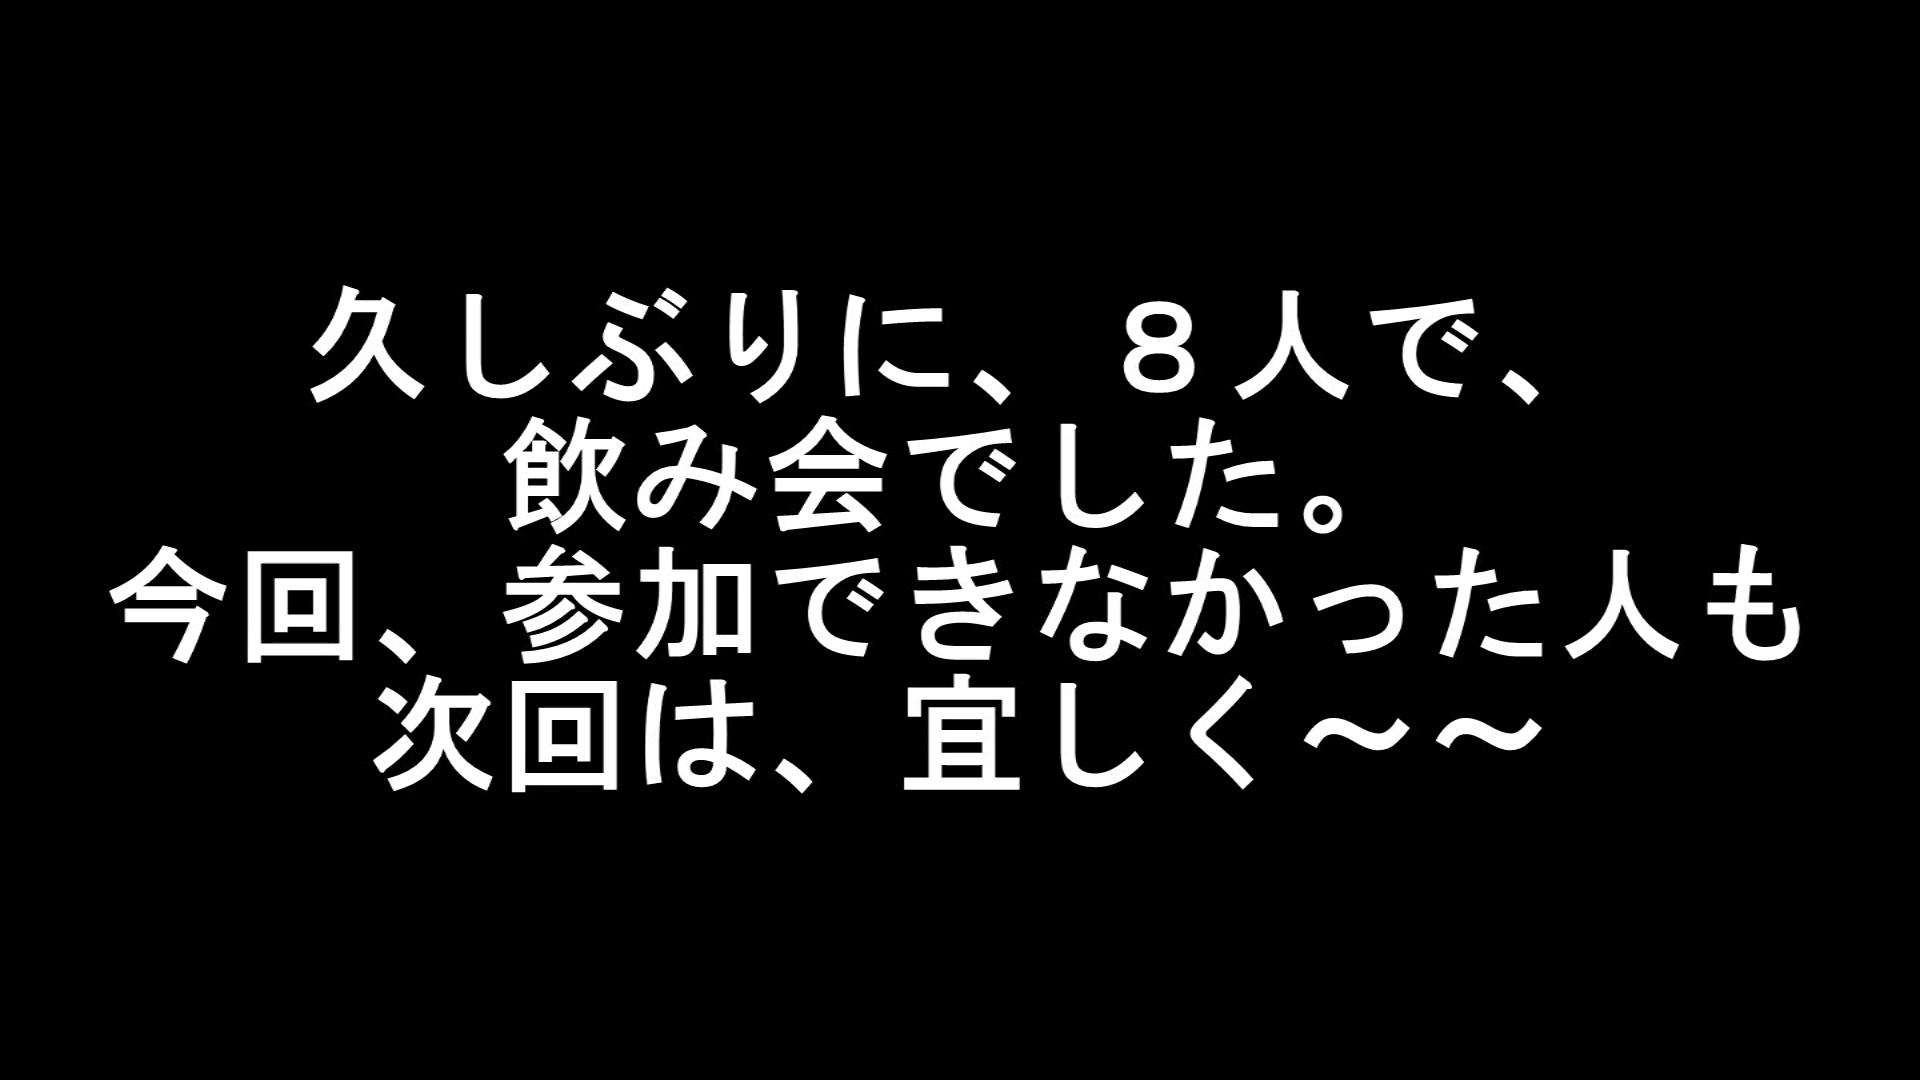 久しぶりに、８人で、
飲み会でした。
今回、参加できなかった人も
次回は、宜しく～～